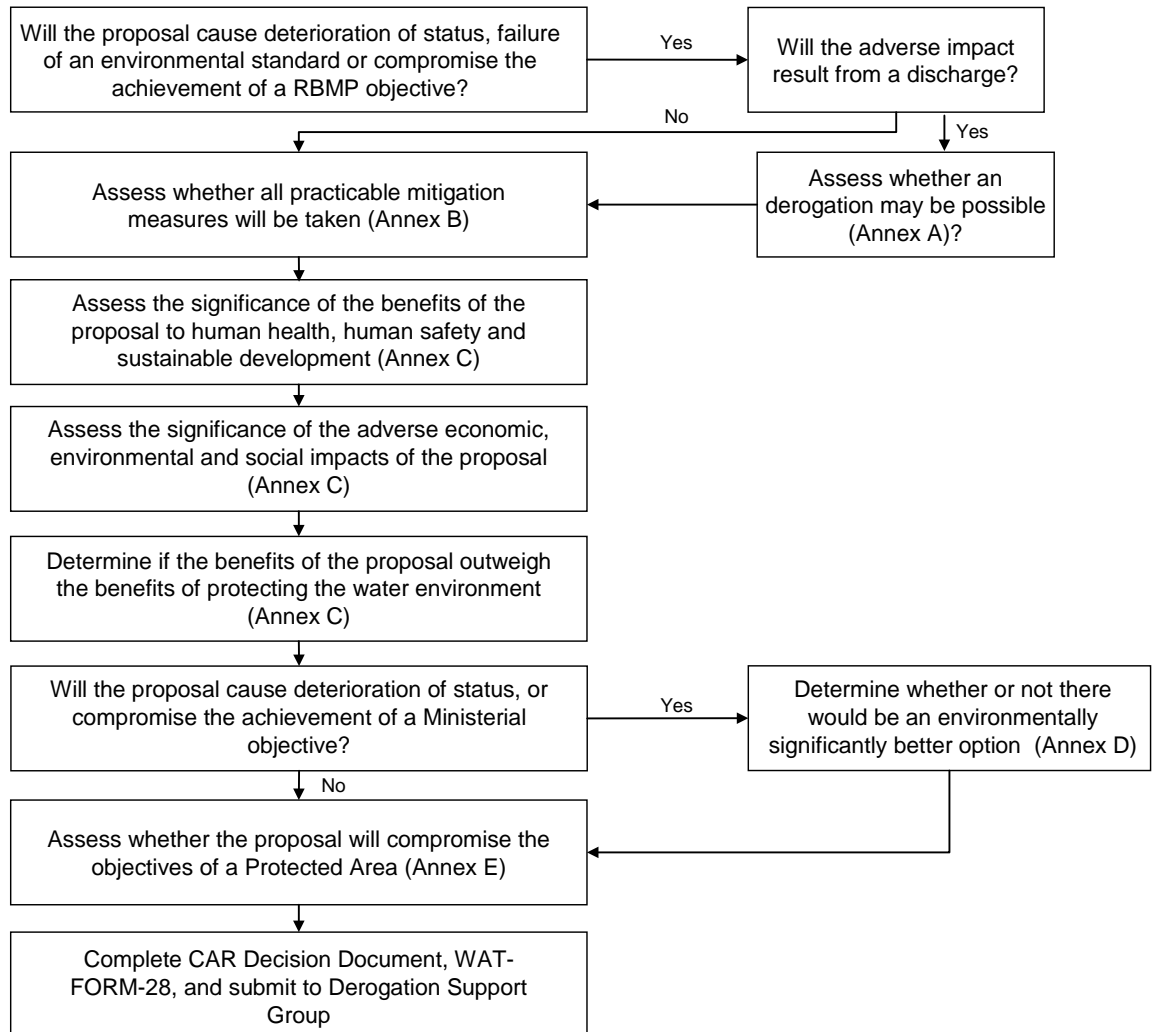 Will the proposal cause deterioration of status, failure
of an environmental standard or compromise the
achievement of a RBMP objective?
Yes
Will the adverse impact
result from a discharge?
No
Yes
Assess whether all practicable mitigation
measures will be taken (Annex B)
Assess whether an
derogation may be possible
(Annex A)?
Assess the significance of the benefits of the
proposal to human health, human safety and
sustainable development (Annex C)
Assess the significance of the adverse economic,
environmental and social impacts of the proposal
(Annex C)
Determine if the benefits of the proposal outweigh
the benefits of protecting the water environment
(Annex C)
Will the proposal cause deterioration of status, or
compromise the achievement of a Ministerial
objective?
Yes
Determine whether or not there
would be an environmentally
significantly better option (Annex D)
No
Assess whether the proposal will compromise the
objectives of a Protected Area (Annex E)
Complete CAR Decision Document, WAT-
FORM-28, and submit to Derogation Support
Group